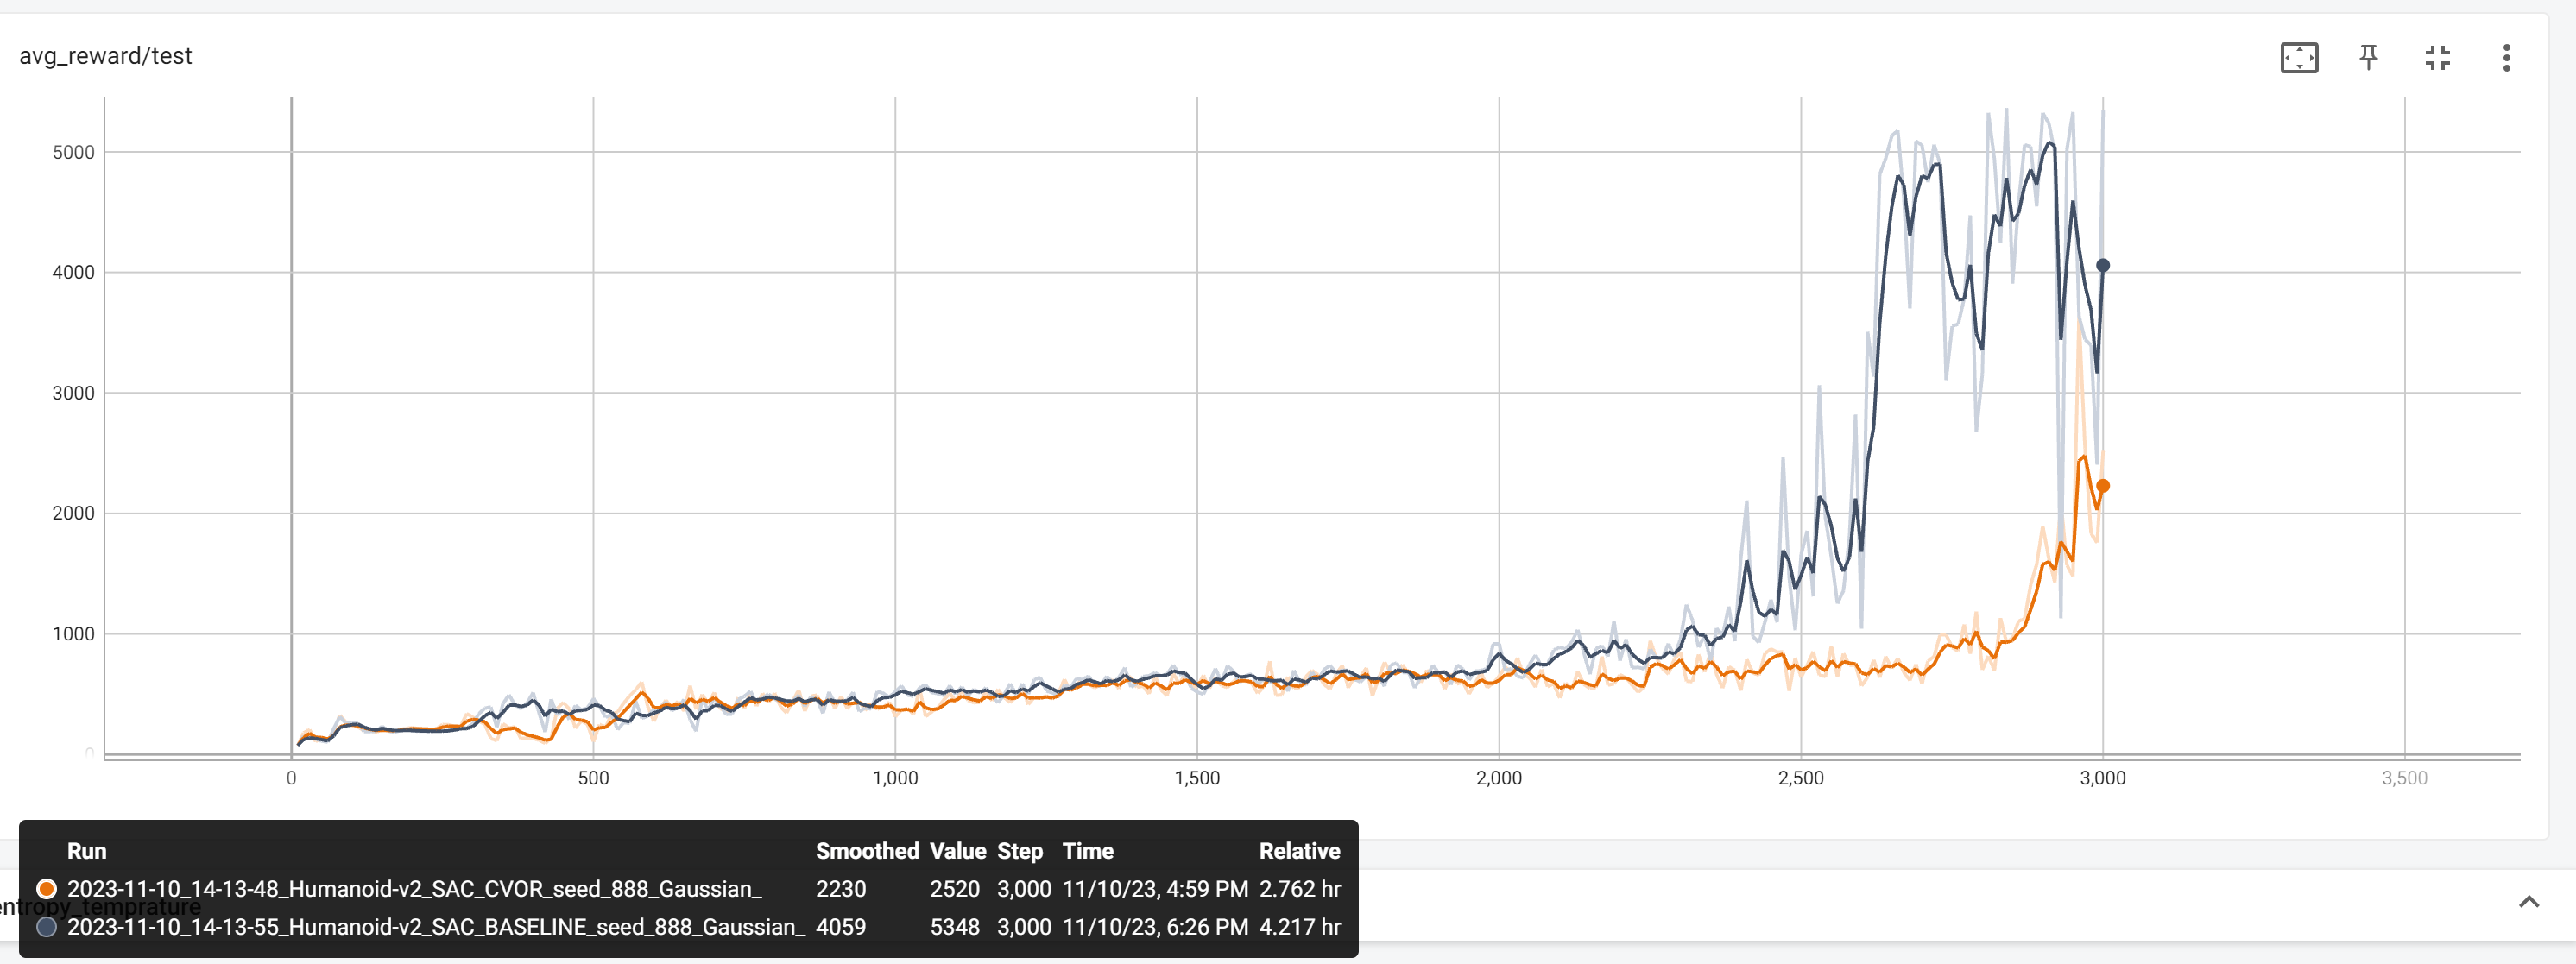 avg_reward/test
5000
4000
3000
2000
1000
0
0 500 1,000 1,500 2,000 2,500 3,000 3,500
Run Smoothed Value Step Time Relative
2023-11-10_14-13-48_Humanoid-v2_SAC_CVOR_seed_888_Gaussian_ 2230 2520 3,000 11/10/23, 4:59 PM 2.762 hr
entropy_temprature
2023-11-10_14-13-55_Humanoid-v2_SAC_BASELINE_seed_888_Gaussian_ 4059 5348 3,000 11/10/23, 6:26 PM 4.217 hr